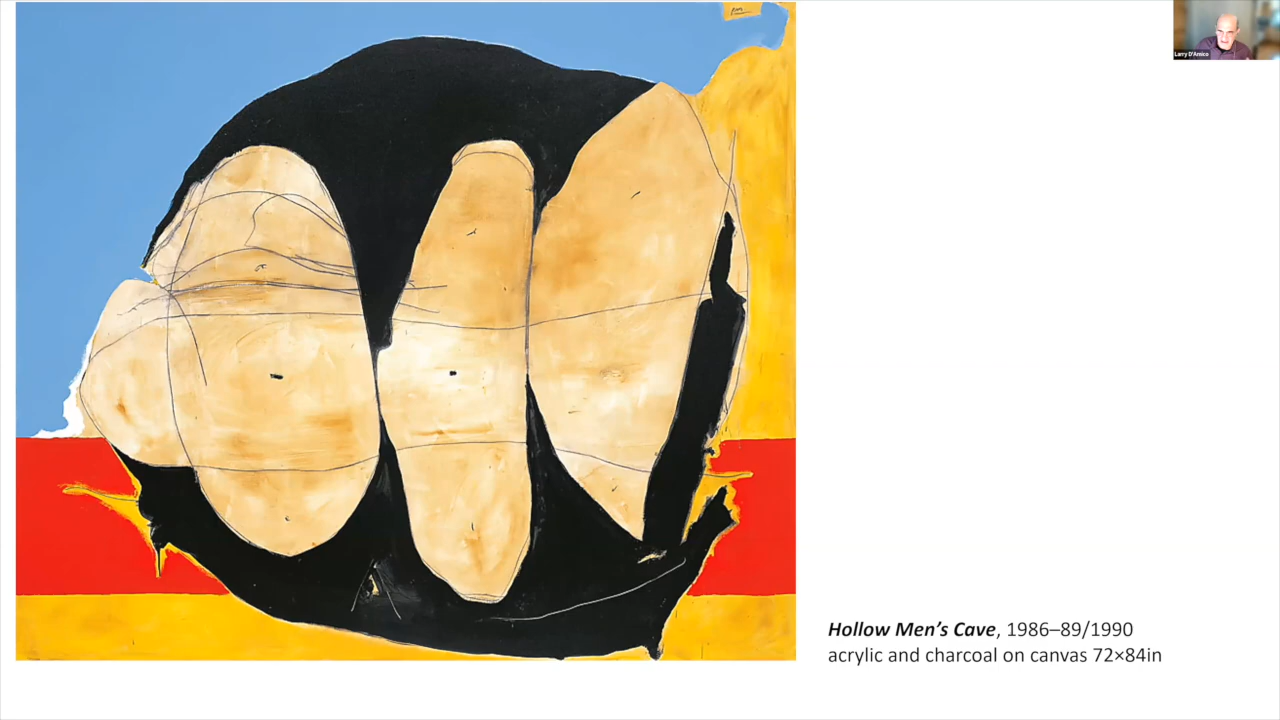 Larry D'Amico
Hollow Men's Cave, 1986–89/1990
acrylic and charcoal on canvas 72×84in